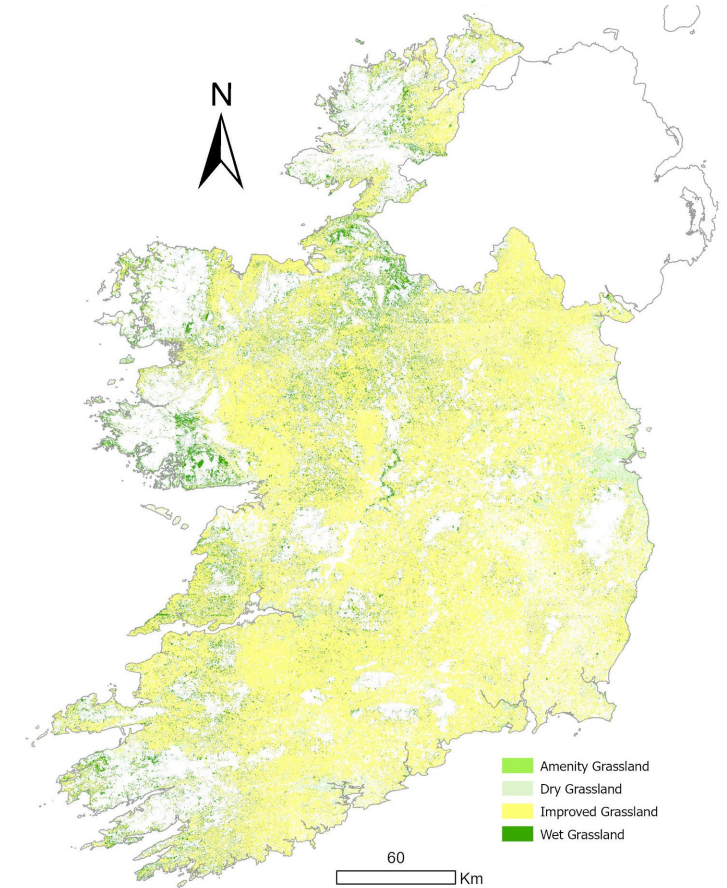 N
Amenity Grassland
Dry Grassland
Improved Grassland
Wet Grassland
60
Km